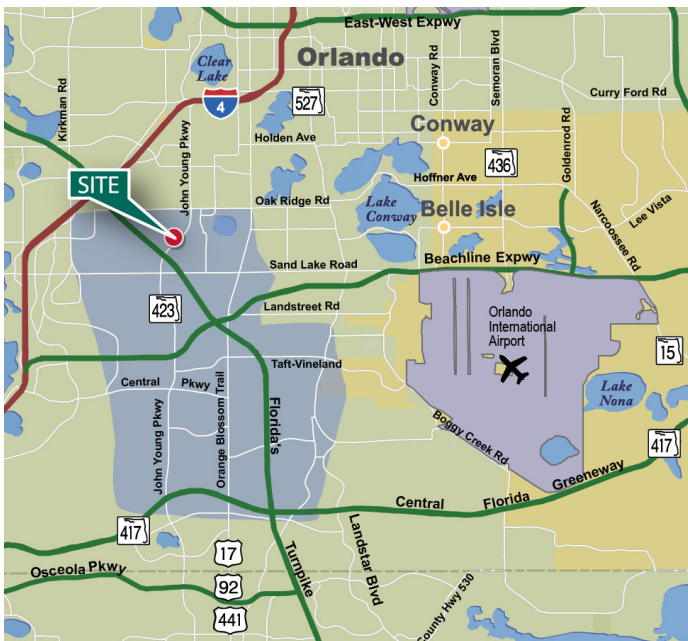 East-West Expwy
Orlando
Clear
Lake
Kirkman Rd
4
527
Conway Rd
Semoran Blvd
Curry Ford Rd
John Young Pkwy
Holden Ave
Conway
436
Goldenrod Rd
Hoffner Ave
SITE
Oak Ridge Rd
Lake
Conway
Belle Isle
Narcoossee Rd
Lee Vista
Sand Lake Road
Beachline Expwy
423
Landstreet Rd
Orlando
International
Airport
15
Taft-Vineland
Central Pkwy
Lake
Nona
John Young Pkwy
Orange Blossom Trail
Florida's
Boggy Creek Rd
417
Central Florida Greeneway
417
17
Landstar Blvd
Osceola Pkwy
92
Turnpike
441
County Hwy 530